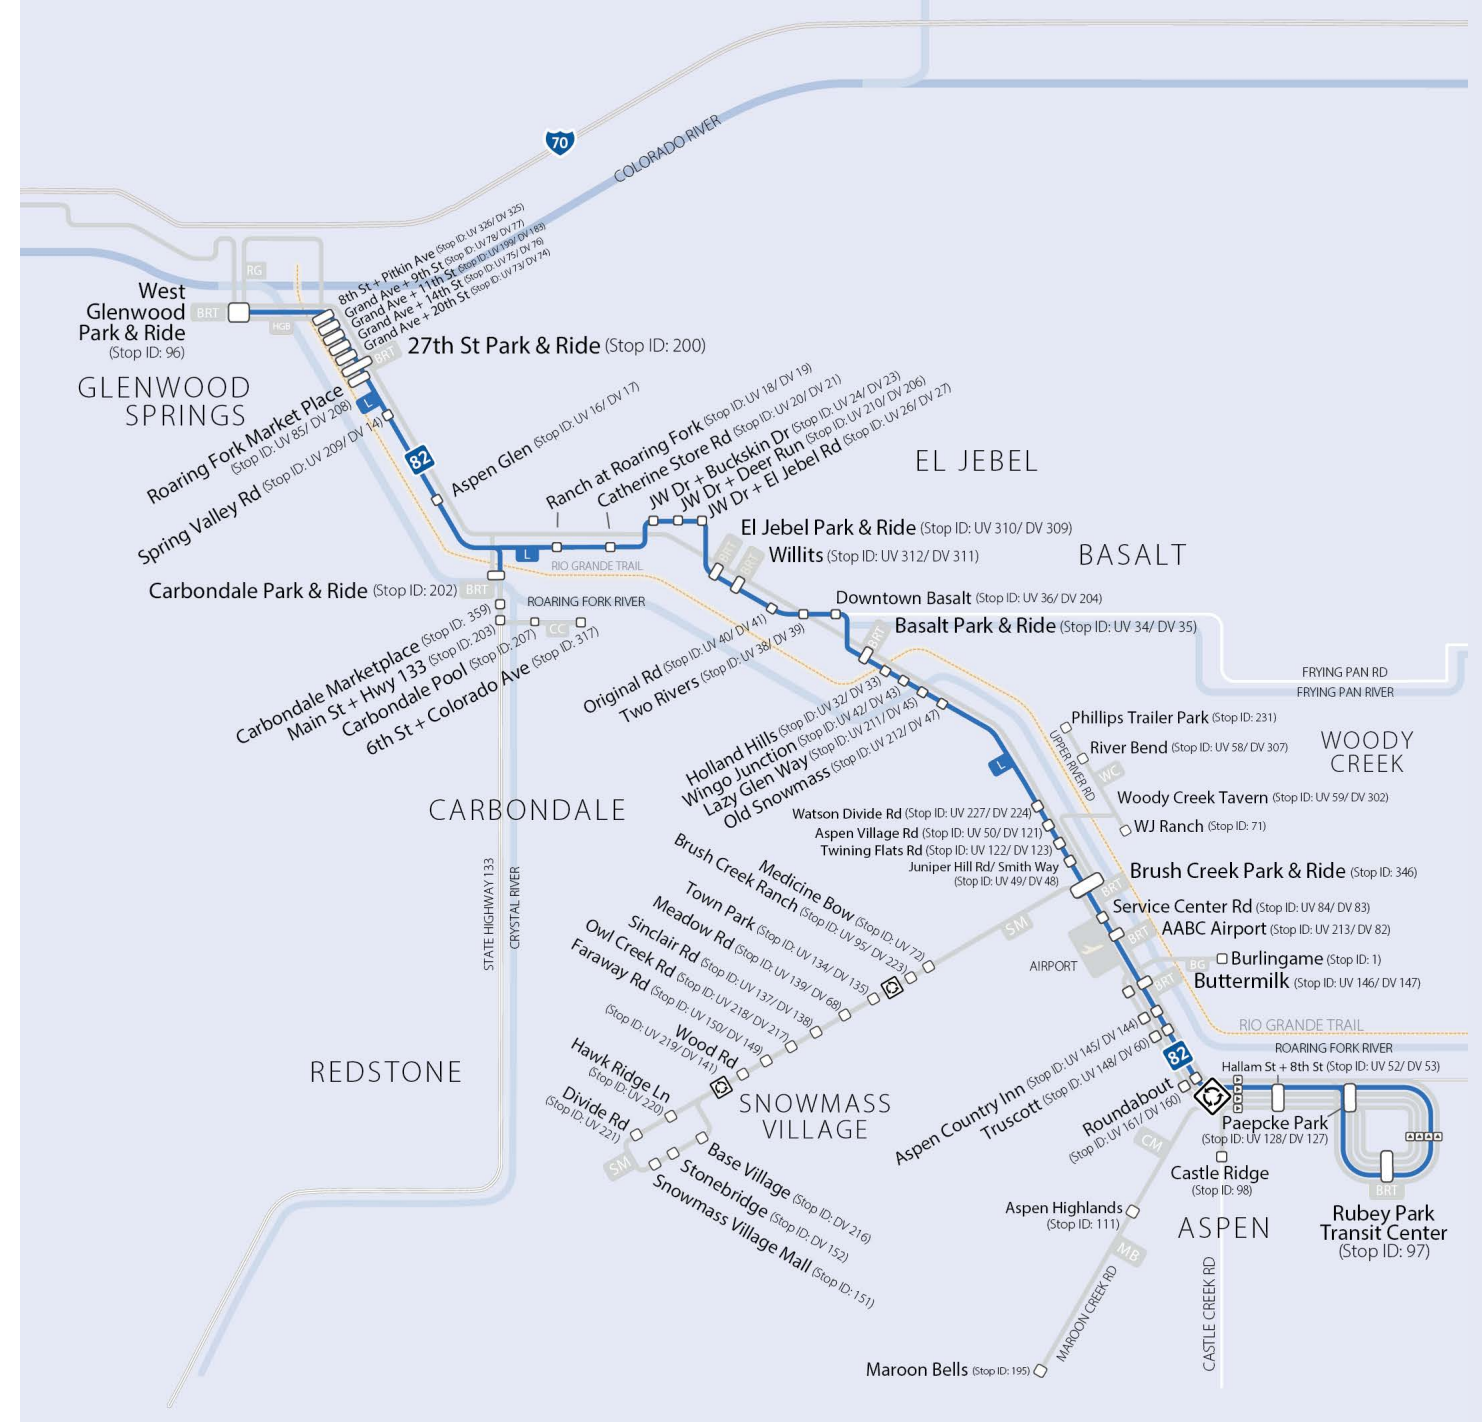 70
COLORADO RIVER
RG
8th St + Pitkin Ave (Stop ID: UV 326/ DV 325)
Grand Ave + 9th St (Stop ID: UV 78/ DV 77)
Grand Ave + 11th St (Stop ID: UV 199/ DV 183)
Grand Ave + 14th St (Stop ID: UV 75/ DV 76)
Grand Ave + 20th St (Stop ID: UV 73/ DV 74)
West
Glenwood
Park & Ride
(Stop ID: 96)
BRT
HGB
BRT
27th St Park & Ride (Stop ID: 200)
GLENWOOD
SPRINGS
Roaring Fork Market Place
(Stop ID: UV 85/ DV 208)
L
Spring Valley Rd (Stop ID: UV 209/ DV 14)
82
Aspen Glen (Stop ID: UV 16/ DV 17)
Ranch at Roaring Fork (Stop ID: UV 18/ DV 19)
Catherine Store Rd (Stop ID: UV 20/ DV 21)
JW Dr + Buckskin Dr (Stop ID: UV 24/ DV 23)
JW Dr + Deer Run (Stop ID: UV 210/ DV 206)
JW Dr + El Jebel Rd (Stop ID: UV 26/ DV 27)
EL JEBEL
El Jebel Park & Ride (Stop ID: UV 310/ DV 309)
BRT
Willits (Stop ID: UV 312/ DV 311)
BRT
BASALT
L
RIO GRANDE TRAIL
Carbondale Park & Ride (Stop ID: 202)
BRT
ROARING FORK RIVER
CC
Carbondale Marketplace (Stop ID: 359)
Main St + Hwy 133 (Stop ID: 203)
Carbondale Pool (Stop ID: 207)
6th St + Colorado Ave (Stop ID: 317)
Downtown Basalt (Stop ID: UV 36/ DV 204)
Basalt Park & Ride (Stop ID: UV 34/ DV 35)
BRT
Original Rd (Stop ID: UV 40/ DV 41)
Two Rivers (Stop ID: UV 38/ DV 39)
FRYING PAN RD
FRYING PAN RIVER
Holland Hills (Stop ID: UV 32/ DV 33)
Wingo Junction (Stop ID: UV 42/ DV 43)
Lazy Glen Way (Stop ID: UV 211/ DV 45)
Old Snowmass (Stop ID: UV 212/ DV 47)
L
Phillips Trailer Park (Stop ID: 231)
River Bend (Stop ID: UV 58/ DV 307)
UPPER RIVER RD
WC
WOODY
CREEK
Woody Creek Tavern (Stop ID: UV 59/ DV 302)
WJ Ranch (Stop ID: 71)
CARBONDALE
Watson Divide Rd (Stop ID: UV 227/ DV 224)
Aspen Village Rd (Stop ID: UV 50/ DV 121)
Twining Flats Rd (Stop ID: UV 122/ DV 123)
Juniper Hill Rd/ Smith Way
(Stop ID: UV 49/ DV 48)
Brush Creek Park & Ride (Stop ID: 346)
BRT
Service Center Rd (Stop ID: UV 84/ DV 83)
AABC Airport (Stop ID: UV 213/ DV 82)
BRT
AIRPORT
Burlingame (Stop ID: 1)
BG
Buttermilk (Stop ID: UV 146/ DV 147)
BRT
SM
Medicine Bow (Stop ID: UV 72)
Brush Creek Ranch (Stop ID: UV 95/ DV 223)
Town Park (Stop ID: UV 134/ DV 135)
Meadow Rd (Stop ID: UV 139/ DV 68)
Sinclair Rd (Stop ID: UV 137/ DV 138)
Owl Creek Rd (Stop ID: UV 218/ DV 217)
Faraway Rd (Stop ID: UV 150/ DV 149)
Wood Rd
(Stop ID: UV 219/ DV 141)
Hawk Ridge Ln
(Stop ID: UV 220)
Divide Rd
(Stop ID: UV 221)
SM
STATE HIGHWAY 133
CRYSTAL RIVER
REDSTONE
SNOWMASS
VILLAGE
Base Village (Stop ID: DV 216)
Stonebridge (Stop ID: DV 152)
Snowmass Village Mall (Stop ID: 151)
Aspen Country Inn (Stop ID: UV 145/ DV 144)
Truscott (Stop ID: UV 148/ DV 60)
82
Roundabout
(Stop ID: UV 161/ DV 160)
RIO GRANDE TRAIL
ROARING FORK RIVER
Hallam St + 8th St (Stop ID: UV 52/ DV 53)
Paepcke Park
(Stop ID: UV 128/ DV 127)
CM
Castle Ridge
(Stop ID: 98)
BRT
Rubey Park
Transit Center
(Stop ID: 97)
ASPEN
Aspen Highlands
(Stop ID: 111)
MB
MAROON CREEK RD
CASTLE CREEK RD
Maroon Bells (Stop ID: 195)